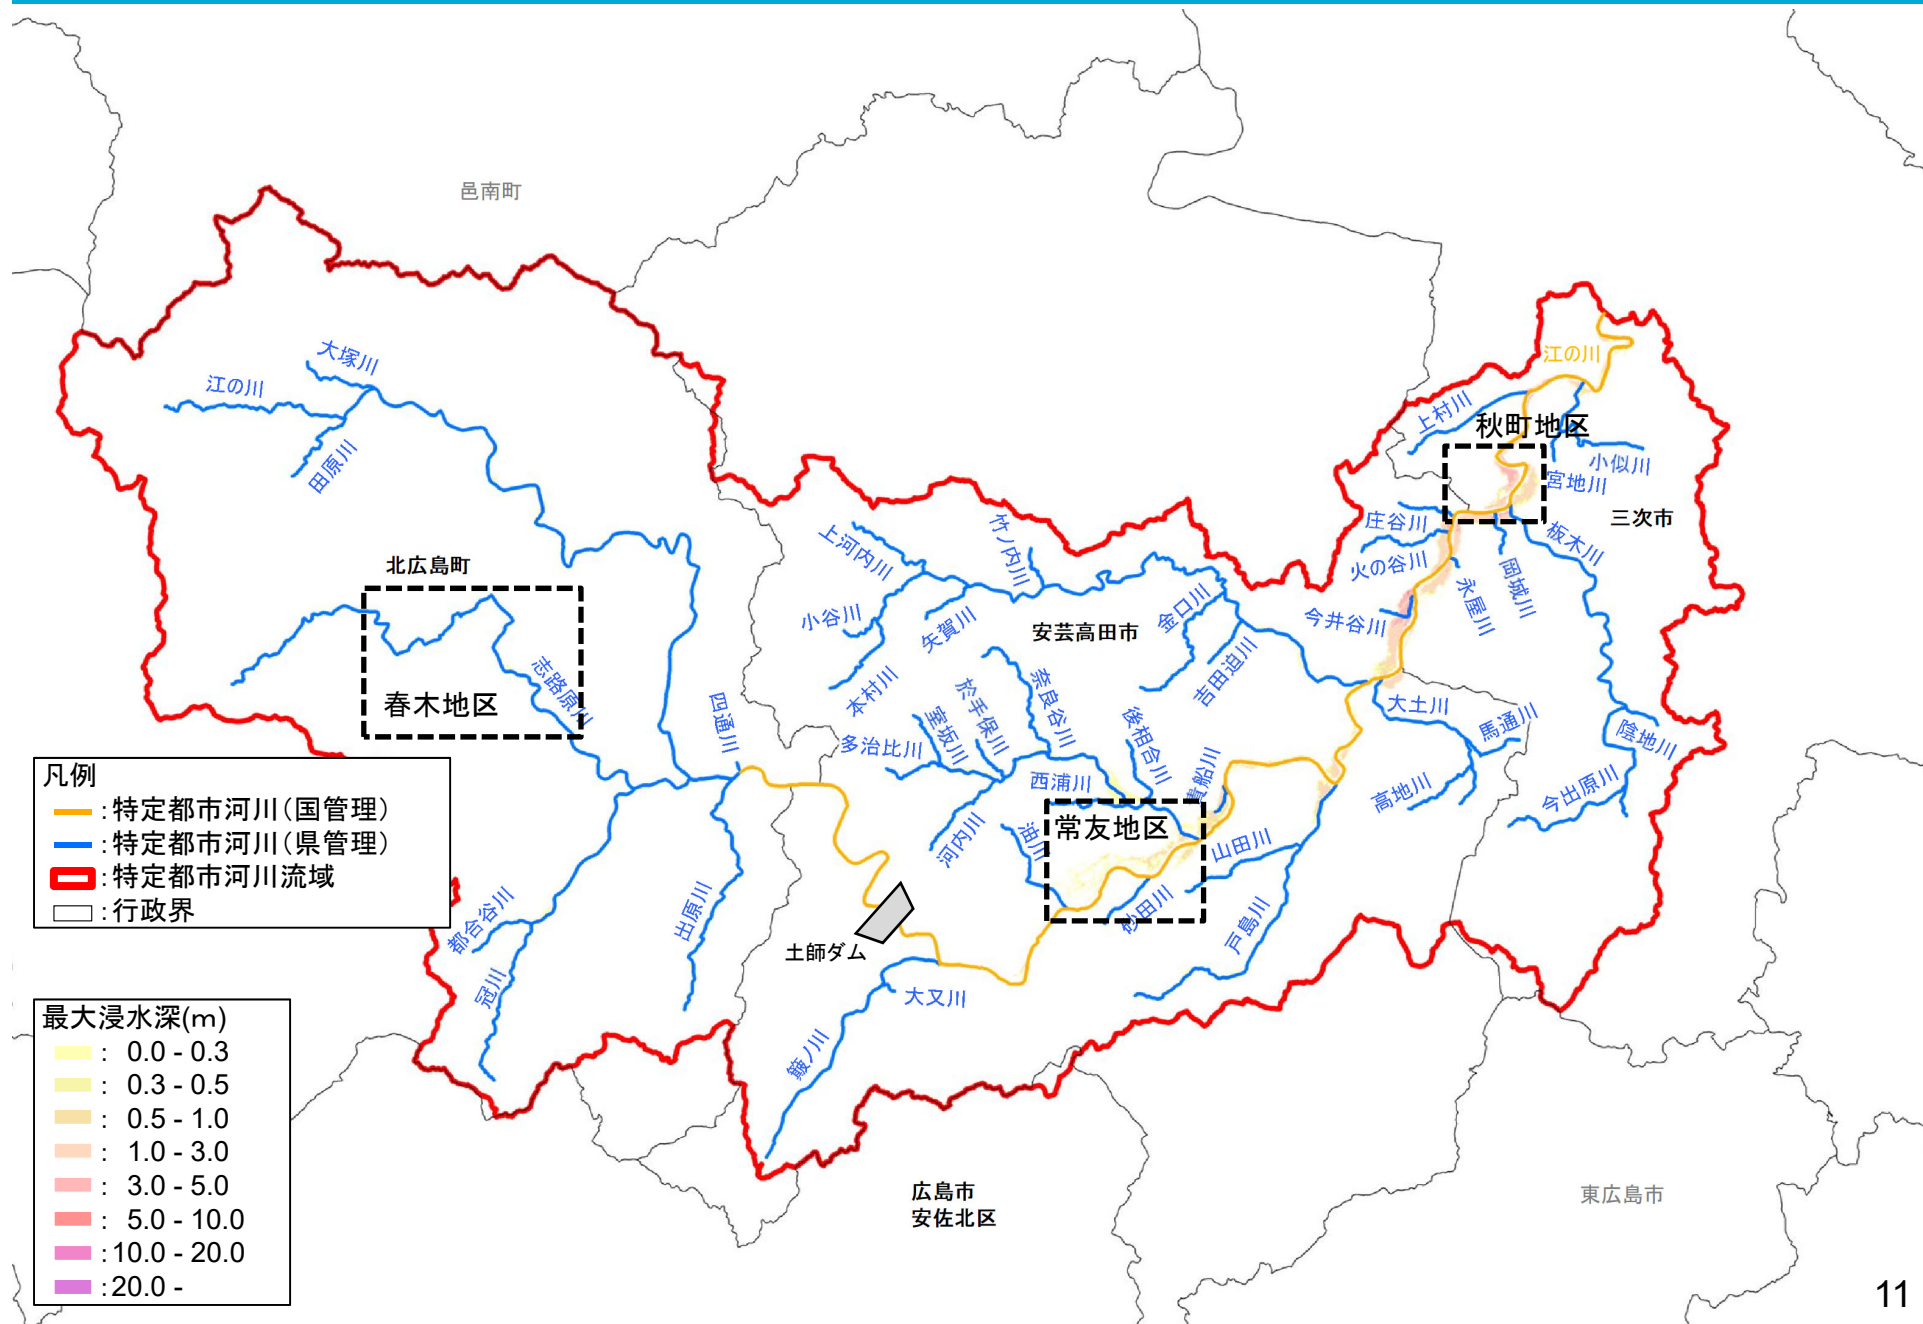 邑南町
江の川
大塚川
江の川
田原川
上村川
秋町地区
小似川
宮地川
三次市
庄谷川
板木川
火の谷川
岡城川
永屋川
今井谷川
上河内川
竹ノ内川
北広島町
小谷川
矢賀川
金口川
安芸高田市
吉田迫川
志路原川
春木地区
本村川
於手保川
奈良谷川
室坂川
後相合川
四通川
多治比川
大土川
馬通川
陰地川
西浦川
貴船川
高地川
今出原川
常友地区
油川
河内川
山田川
砂田川
戸島川
凡例
:特定都市河川(国管理)
:特定都市河川(県管理)
:特定都市河川流域
:行政界
都合谷川
出原川
土師ダム
冠川
大又川
簸ノ川
最大浸水深(m)
: 0.0 - 0.3
: 0.3 - 0.5
: 0.5 - 1.0
: 1.0 - 3.0
: 3.0 - 5.0
: 5.0 - 10.0
:10.0 - 20.0
:20.0 -
広島市
安佐北区
東広島市
11